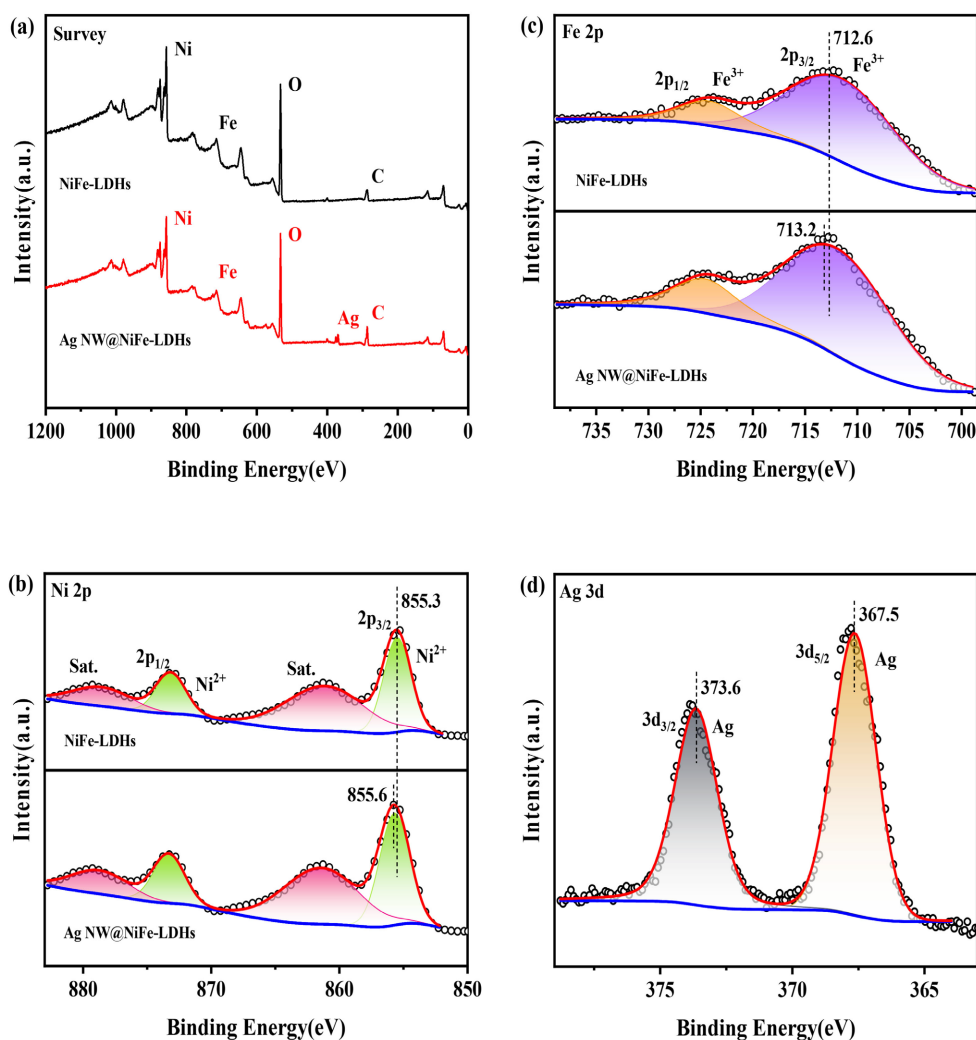 (a) Survey
Ni
O
Fe
C
NiFe-LDHs
Ni
O
Fe
Ag
C
Ag NW@NiFe-LDHs
1200 1000 800 600 400 200 0
Binding Energy(eV)
Intensity(a.u.)
(c) Fe 2p
712.6
2p3/2
Fe3+
2p1/2
Fe3+
NiFe-LDHs
713.2
Ag NW@NiFe-LDHs
735 730 725 720 715 710 705 700
Binding Energy(eV)
Intensity(a.u.)
(b) Ni 2p
855.3
2p3/2
Sat.
2p1/2
Ni2+
Sat.
Ni2+
NiFe-LDHs
855.6
Ag NW@NiFe-LDHs
880 870 860 850
Binding Energy(eV)
Intensity(a.u.)
(d) Ag 3d
367.5
3d5/2
Ag
373.6
3d3/2
Ag
375 370 365
Binding Energy(eV)
Intensity(a.u.)